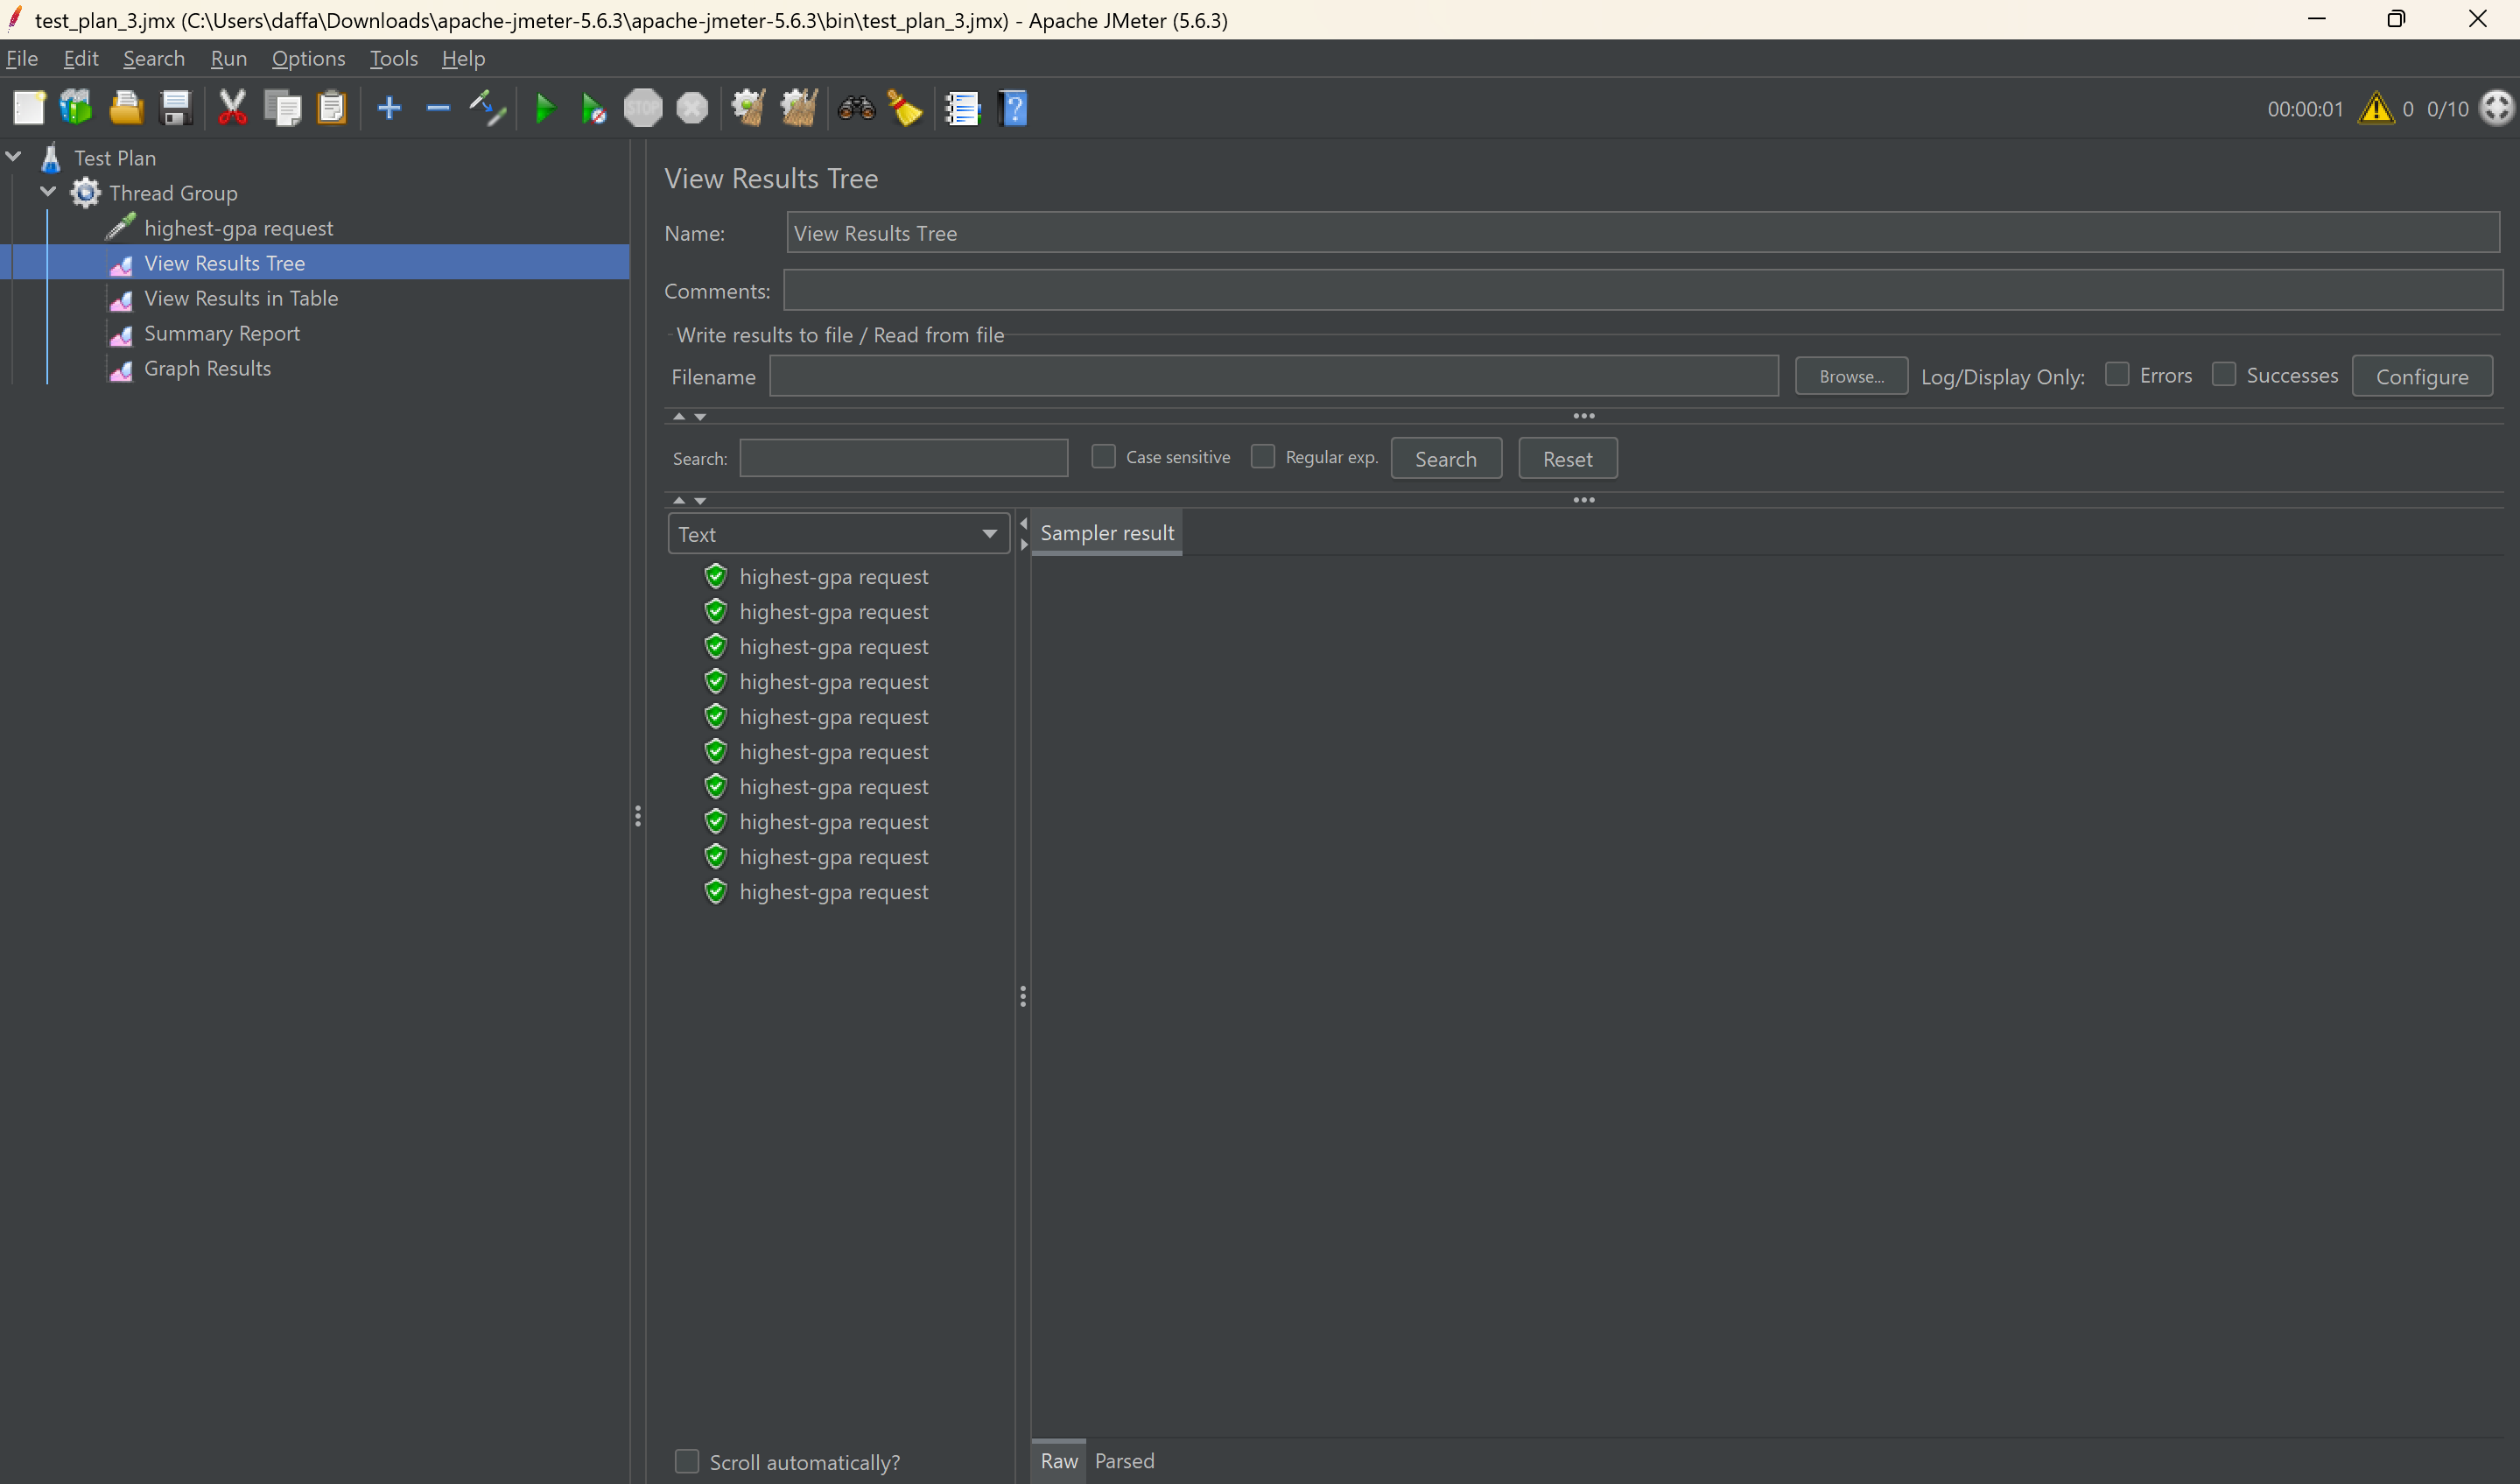 test_plan_3.jmx (C:\Users\daffa\Downloads\apache-jmeter-5.6.3\apache-jmeter-5.6.3\bin\test_plan_3.jmx) - Apache JMeter (5.6.3)
File Edit Search Run Options Tools Help
STOP ? 00:00:01 0 0/10
Test Plan
Thread Group
highest-gpa request
View Results Tree
View Results in Table
Summary Report
Graph Results
View Results Tree
Name: View Results Tree
Comments:
Write results to file / Read from file
Filename Browse... Log/Display Only: Errors Successes Configure
Search: Case sensitive Regular exp. Search Reset
Text
Sampler result
highest-gpa request
highest-gpa request
highest-gpa request
highest-gpa request
highest-gpa request
highest-gpa request
highest-gpa request
highest-gpa request
highest-gpa request
highest-gpa request
Scroll automatically?
Raw Parsed